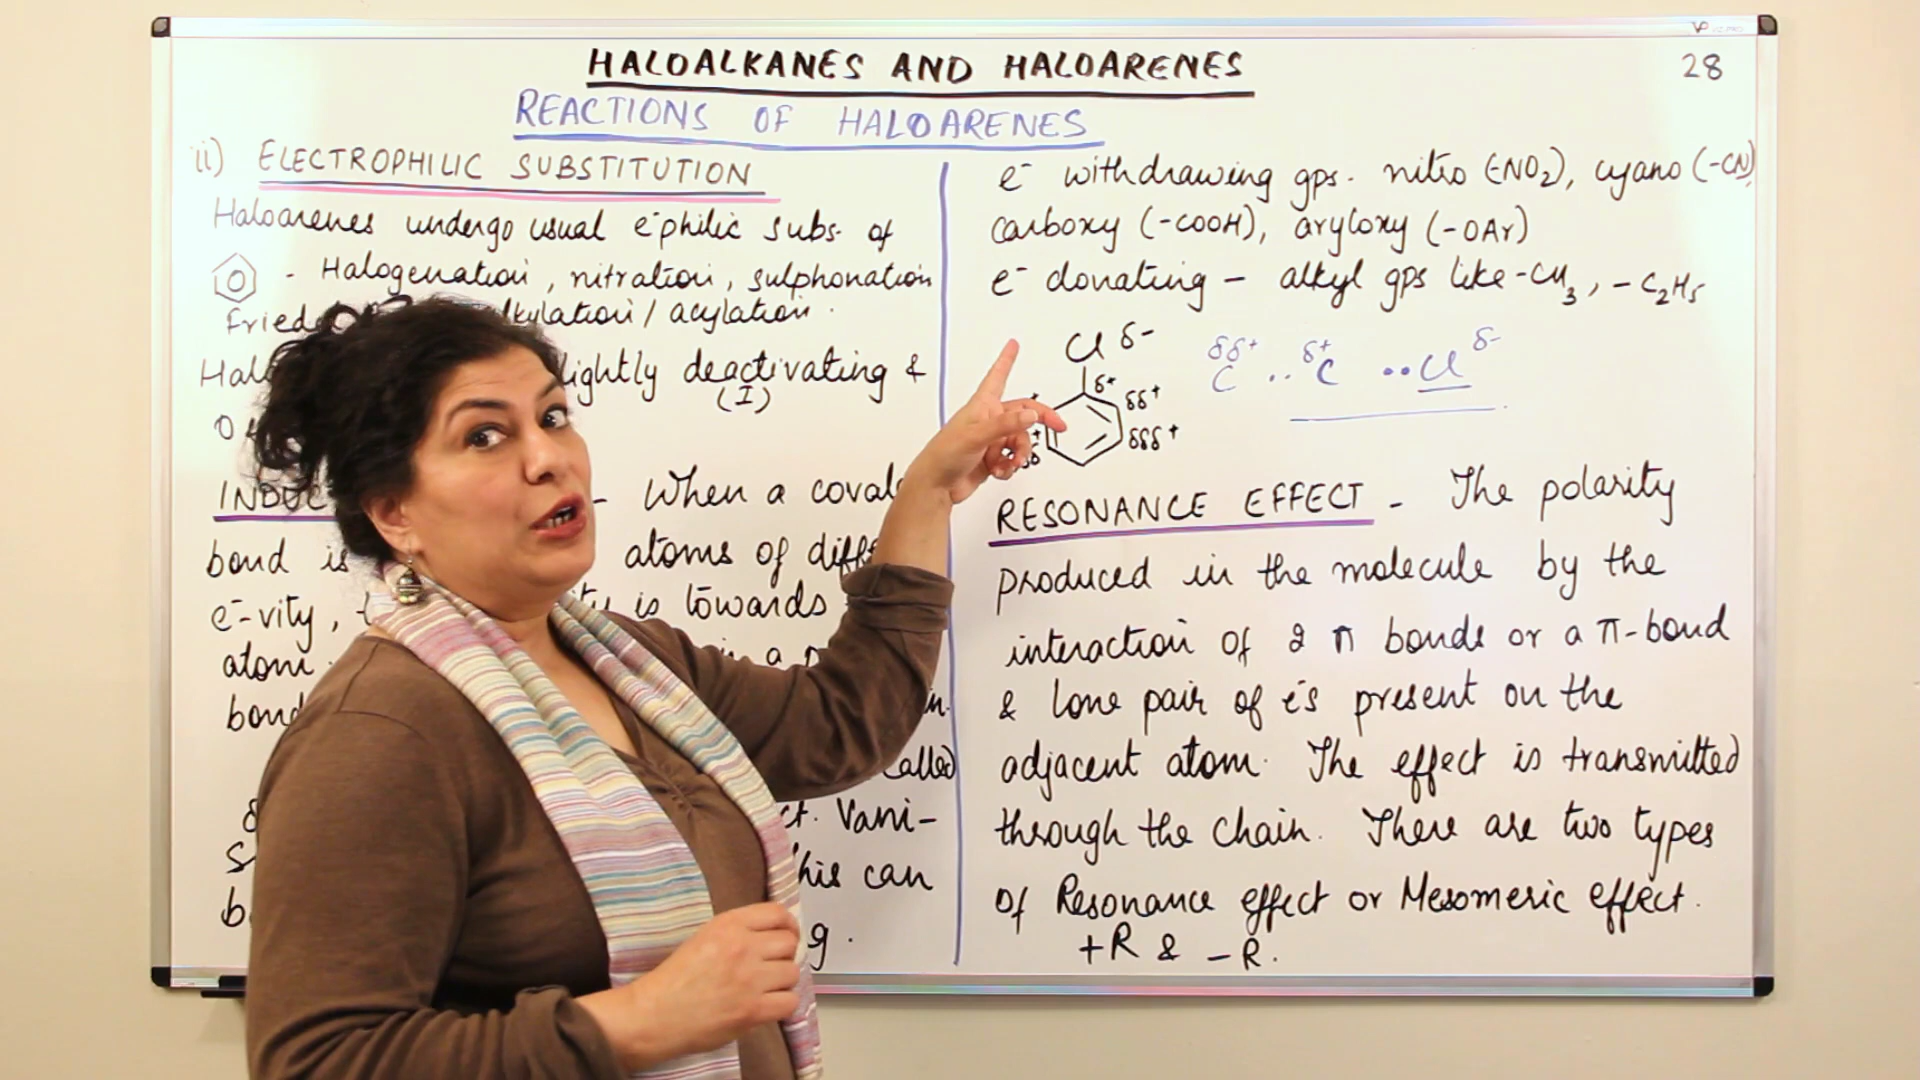 HALOALKANES AND HALOARENES
28
REACTIONS OF HALOARENES
ii) ELECTROPHILIC SUBSTITUTION
Haloarenes undergo usual e⁻philic subs. of
- Halogenation, nitration, sulphonation
Fried lkylation / acylation.
Hal lightly deactivating &
(I)
O
INDUC - When a coval
bond is atoms of diff
e⁻-vity, ty is towards
atom. in a
bond in
called
ct. Vani-
S his can
b g.
e⁻ withdrawing gps. nitro (-NO₂), cyano (-CN),
carboxy (-COOH), aryloxy (-OAr)
e⁻ donating – alkyl gps like -CH₃, -C₂H₅
Cl δ-
δ+
δδ+
δδδ+
δδ+ δ+ δ-
C .. C .. Cl
RESONANCE EFFECT - The polarity
produced in the molecule by the
interaction of 2 π bonds or a π-bond
& lone pair of e⁻s present on the
adjacent atom. The effect is transmitted
through the chain. There are two types
of Resonance effect or Mesomeric effect.
+R & -R.